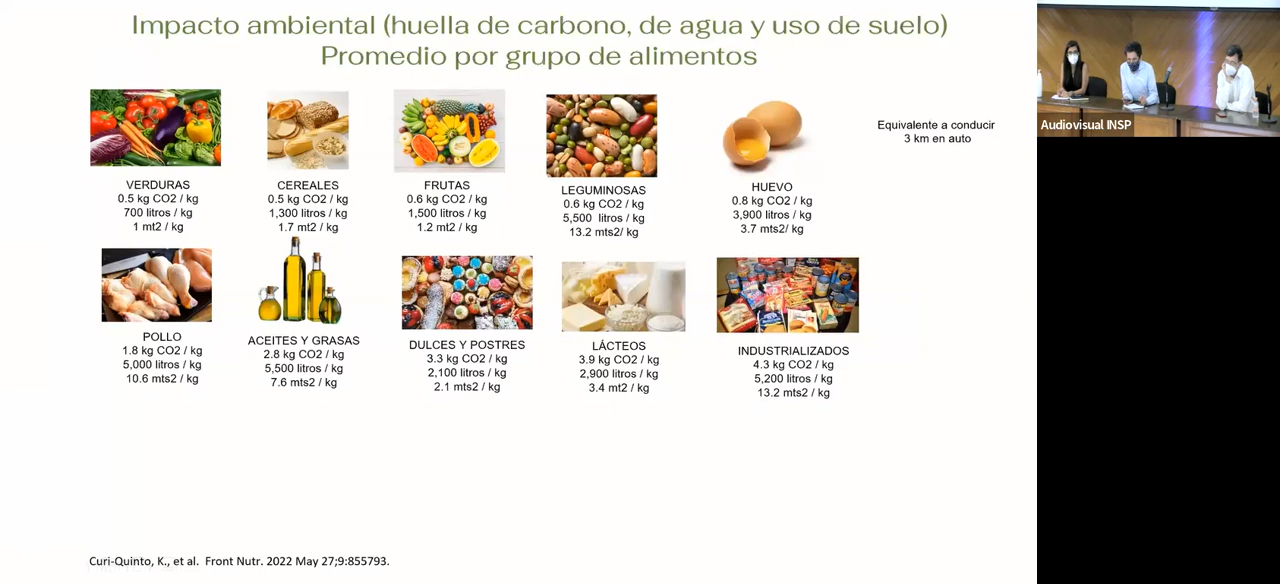 Impacto ambiental (huella de carbono, de agua y uso de suelo)
Promedio por grupo de alimentos
VERDURAS
0.5 kg CO2 / kg
700 litros / kg
1 mt2 / kg
CEREALES
0.5 kg CO2 / kg
1,300 litros / kg
1.7 mt2 / kg
FRUTAS
0.6 kg CO2 / kg
1,500 litros / kg
1.2 mt2 / kg
LEGUMINOSAS
0.6 kg CO2 / kg
5,500 litros / kg
13.2 mts2/ kg
HUEVO
0.8 kg CO2 / kg
3,900 litros / kg
3.7 mts2/ kg
Equivalente a conducir
3 km en auto
POLLO
1.8 kg CO2 / kg
5,000 litros / kg
10.6 mts2 / kg
ACEITES Y GRASAS
2.8 kg CO2 / kg
5,500 litros / kg
7.6 mts2 / kg
DULCES Y POSTRES
3.3 kg CO2 / kg
2,100 litros / kg
2.1 mts2 / kg
LÁCTEOS
3.9 kg CO2 / kg
2,900 litros / kg
3.4 mt2 / kg
INDUSTRIALIZADOS
4.3 kg CO2 / kg
5,200 litros / kg
13.2 mts2 / kg
Curi-Quinto, K., et al. Front Nutr. 2022 May 27;9:855793.
Audiovisual INSP